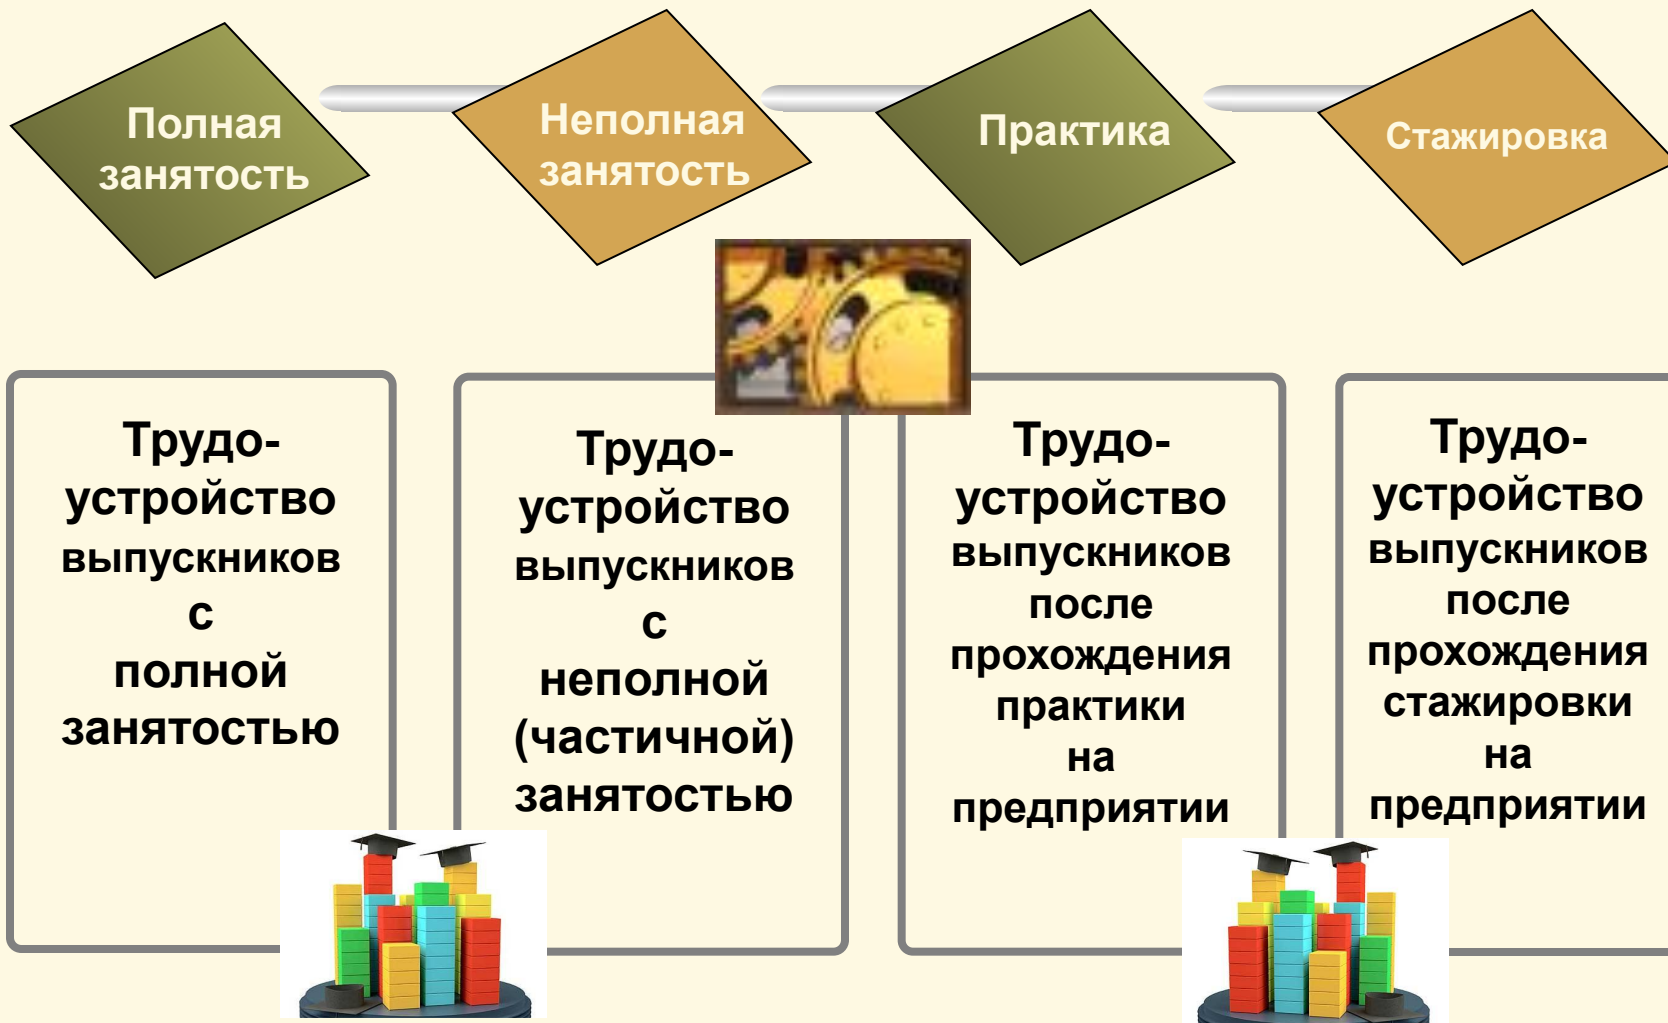 Полная
занятость
Неполная
занятость
Практика
Стажировка
Трудо-
устройство
выпускников
с
полной
занятостью
Трудо-
устройство
выпускников
с
неполной
(частичной)
занятостью
Трудо-
устройство
выпускников
после
прохождения
практики
на
предприятии
Трудо-
устройство
выпускников
после
прохождения
стажировки
на
предприятии